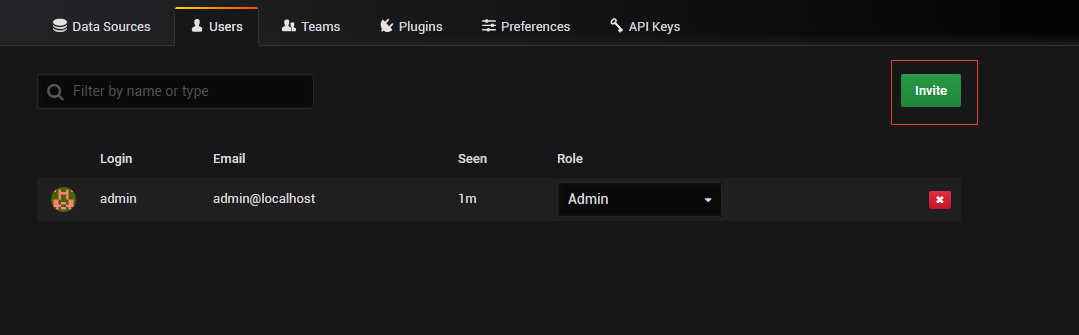 Data Sources Users Teams Plugins Preferences API Keys
Filter by name or type Invite
Login Email Seen Role
admin admin@localhost 1m Admin